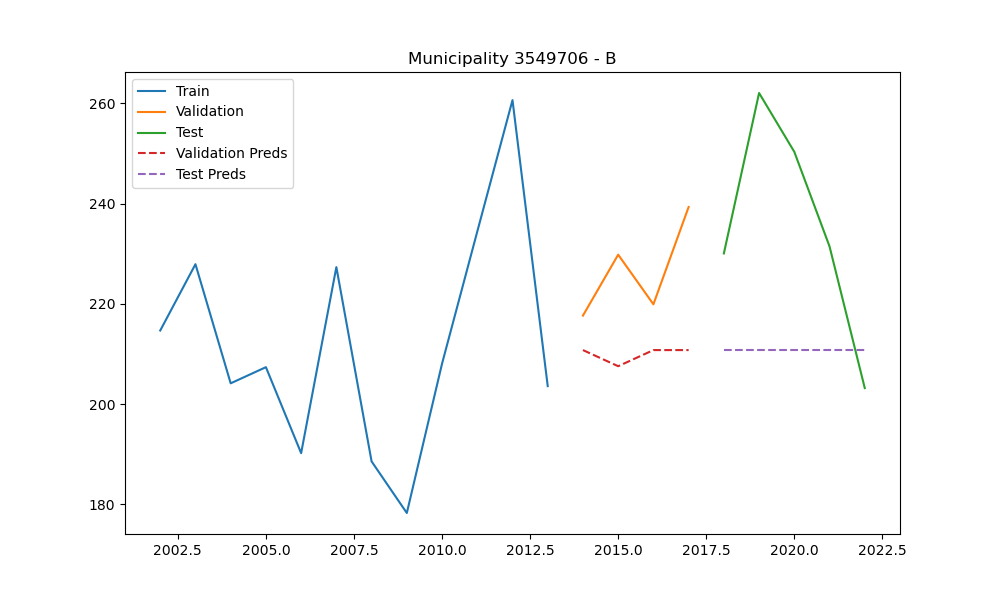 Municipality 3549706 - B
Train
Validation
Test
Validation Preds
Test Preds
260
240
220
200
180
2002.5 2005.0 2007.5 2010.0 2012.5 2015.0 2017.5 2020.0 2022.5